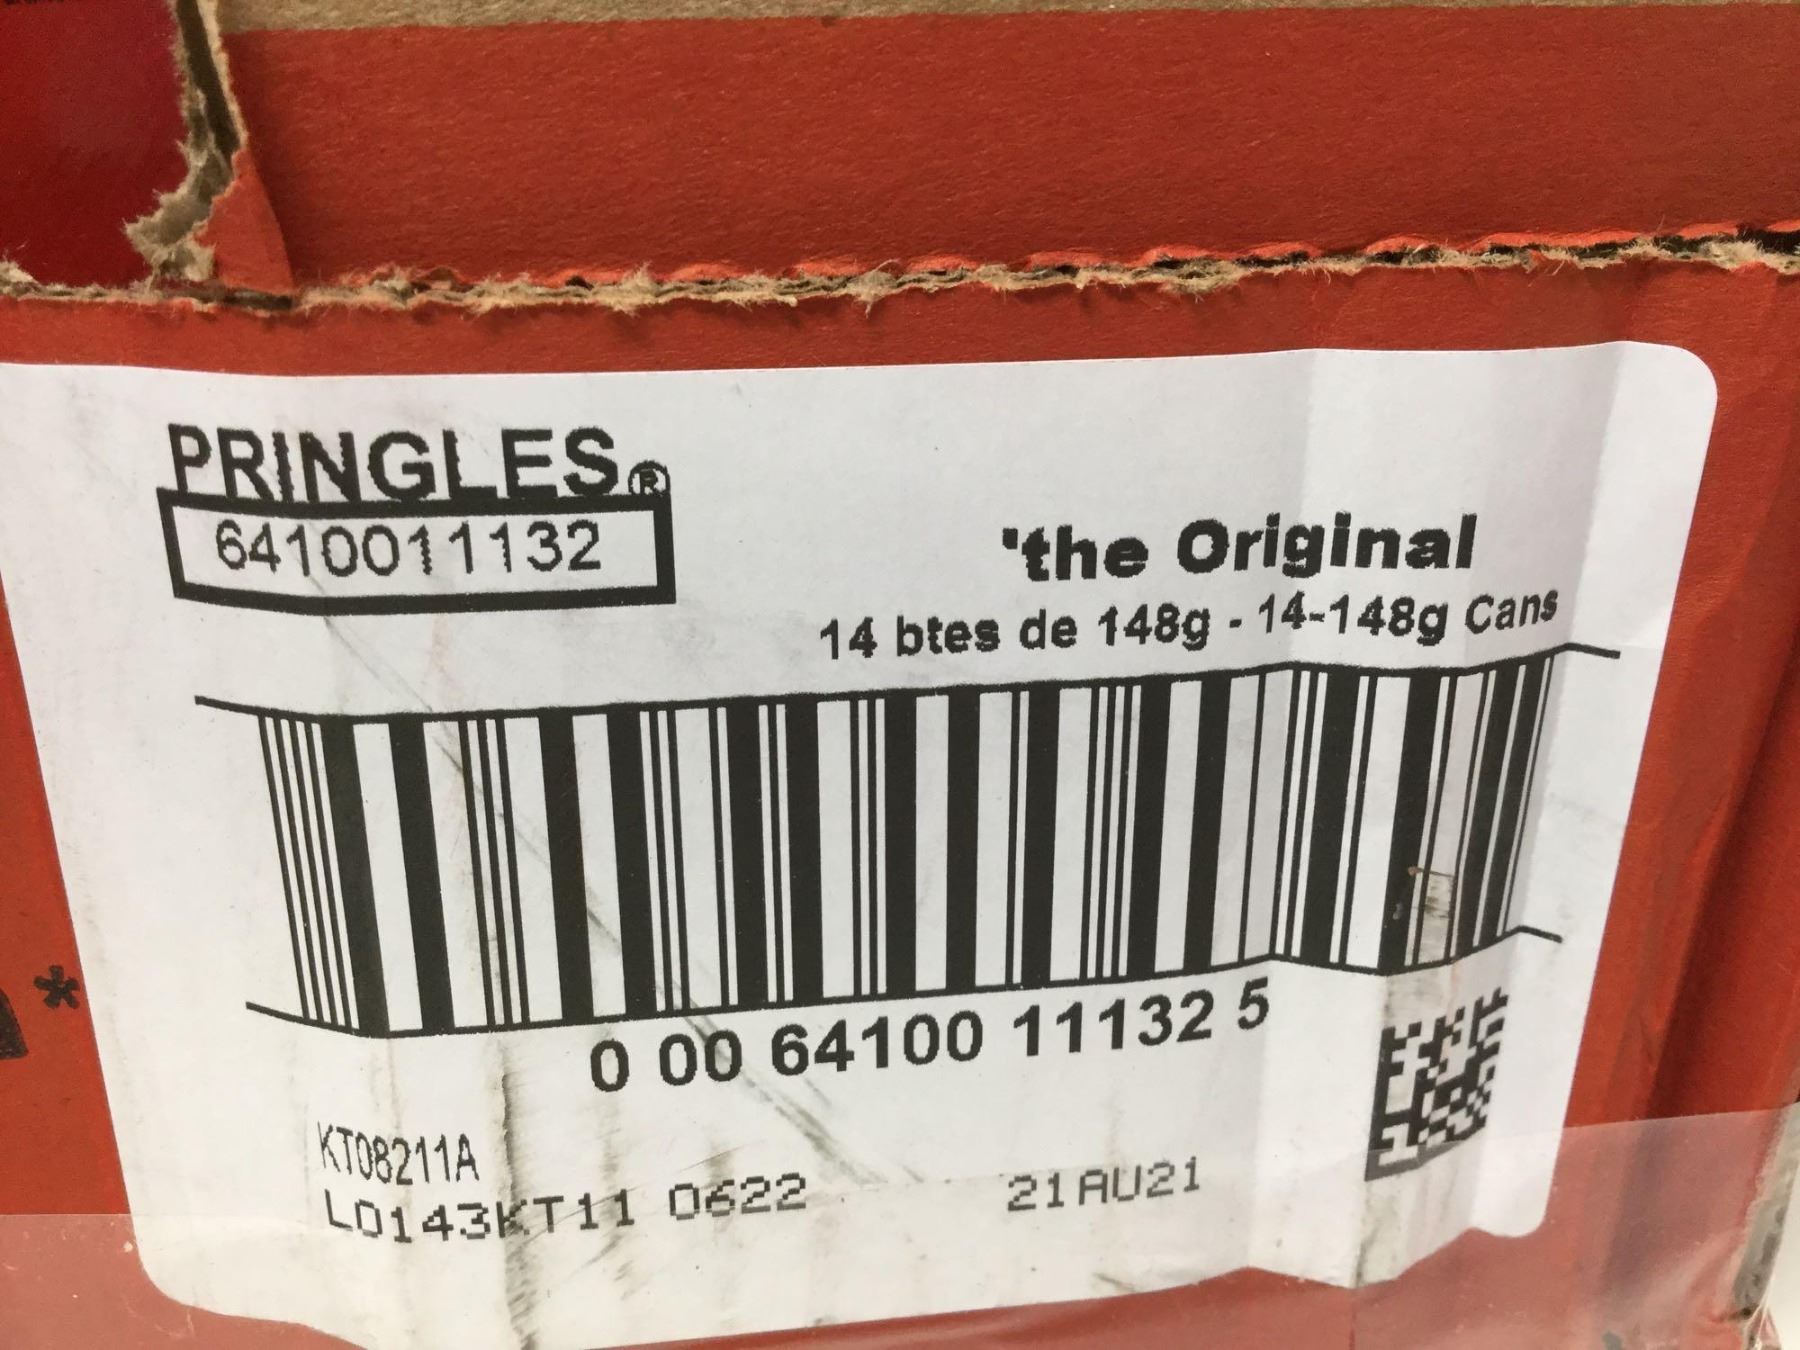 PRINGLES®
6410011132
'the Original
14 btes de 148g - 14-148g Cans
0 00 64100 11132 5
KT08211A
L0143KT11 0622 21AU21
*